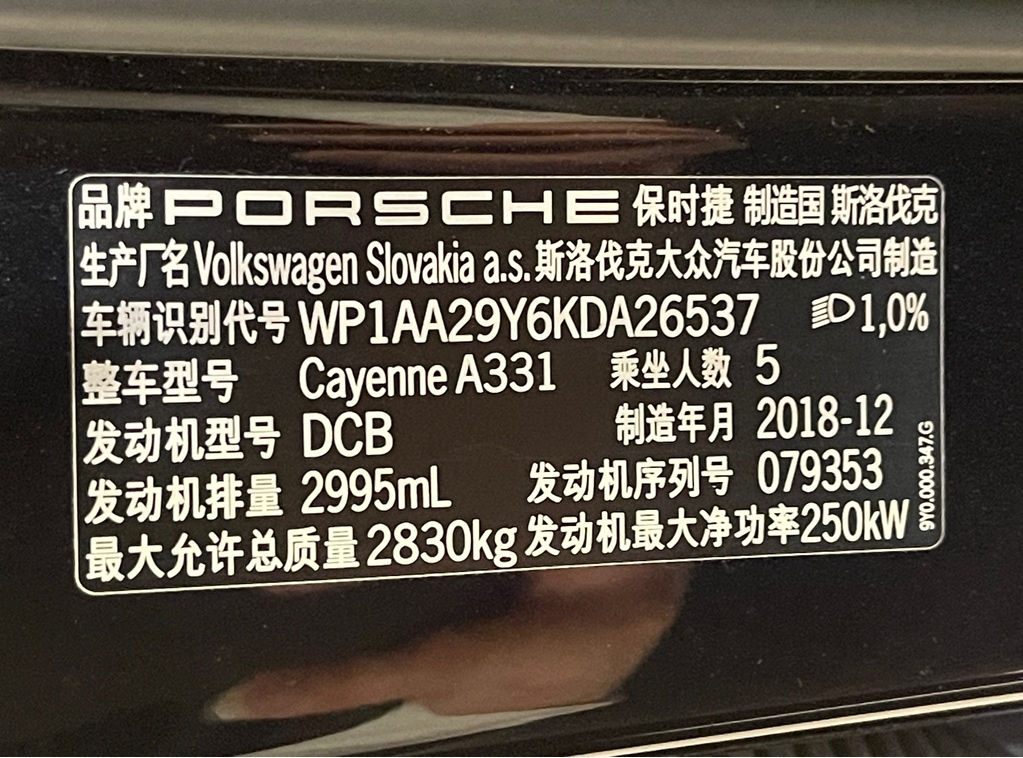 品牌 PORSCHE 保时捷 制造国 斯洛伐克
生产厂名 Volkswagen Slovakia a.s. 斯洛伐克大众汽车股份公司制造
车辆识别代号 WP1AA29Y6KDA26537 1,0%
整车型号 Cayenne A331 乘坐人数 5
发动机型号 DCB 制造年月 2018-12
发动机排量 2995mL 发动机序列号 079353
最大允许总质量 2830kg 发动机最大净功率 250kW
9Y0.000.347.G